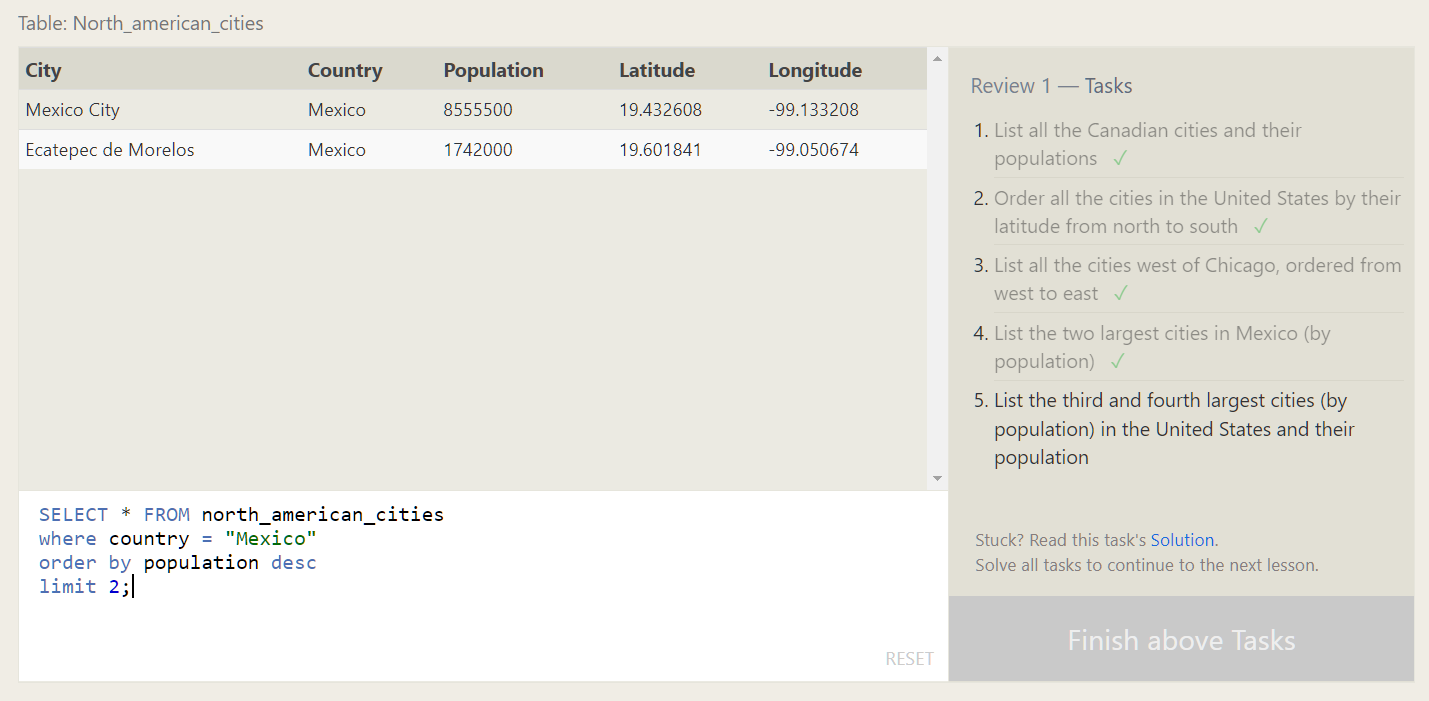 Table: North_american_cities
City Country Population Latitude Longitude
Mexico City Mexico 8555500 19.432608 -99.133208
Ecatepec de Morelos Mexico 1742000 19.601841 -99.050674
SELECT * FROM north_american_cities
where country = "Mexico"
order by population desc
limit 2;
RESET
Review 1 — Tasks
1. List all the Canadian cities and their
populations ✓
2. Order all the cities in the United States by their
latitude from north to south ✓
3. List all the cities west of Chicago, ordered from
west to east ✓
4. List the two largest cities in Mexico (by
population) ✓
5. List the third and fourth largest cities (by
population) in the United States and their
population
Stuck? Read this task's Solution.
Solve all tasks to continue to the next lesson.
Finish above Tasks